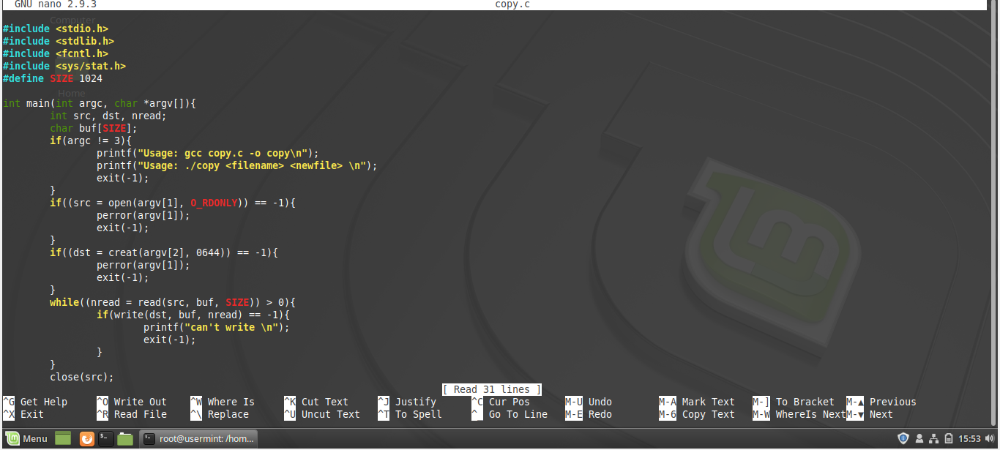 GNU nano 2.9.3 copy.c
Computer
#include <stdio.h>
#include <stdlib.h>
#include <fcntl.h>
#include <sys/stat.h>
#define SIZE 1024
Home
int main(int argc, char *argv[]){
        int src, dst, nread;
        char buf[SIZE];
        if(argc != 3){
                printf("Usage: gcc copy.c -o copy\n");
                printf("Usage: ./copy <filename> <newfile> \n");
                exit(-1);
        }
        if((src = open(argv[1], O_RDONLY)) == -1){
                perror(argv[1]);
                exit(-1);
        }
        if((dst = creat(argv[2], 0644)) == -1){
                perror(argv[1]);
                exit(-1);
        }
        while((nread = read(src, buf, SIZE)) > 0){
                if(write(dst, buf, nread) == -1){
                        printf("can't write \n");
                        exit(-1);
                }
        }
        close(src);
[ Read 31 lines ]
^G Get Help ^O Write Out ^W Where Is ^K Cut Text ^J Justify ^C Cur Pos M-U Undo M-A Mark Text M-] To Bracket M-▲ Previous
^X Exit ^R Read File ^\ Replace ^U Uncut Text ^T To Spell ^_ Go To Line M-E Redo M-6 Copy Text M-W WhereIs Next M-▼ Next
Menu root@usermint: /hom... 15:53